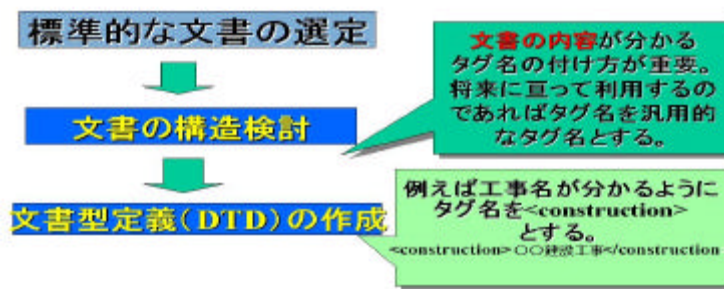 標準的な文書の選定
文書の構造検討
文書型定義(DTD)の作成
文書の内容が分かる
タグ名の付け方が重要。
将来に亘って利用するの
であればタグ名を汎用的
なタグ名とする。
例えば工事名が分かるように
タグ名を<construction>
とする。
<construction>○○建設工事</construction